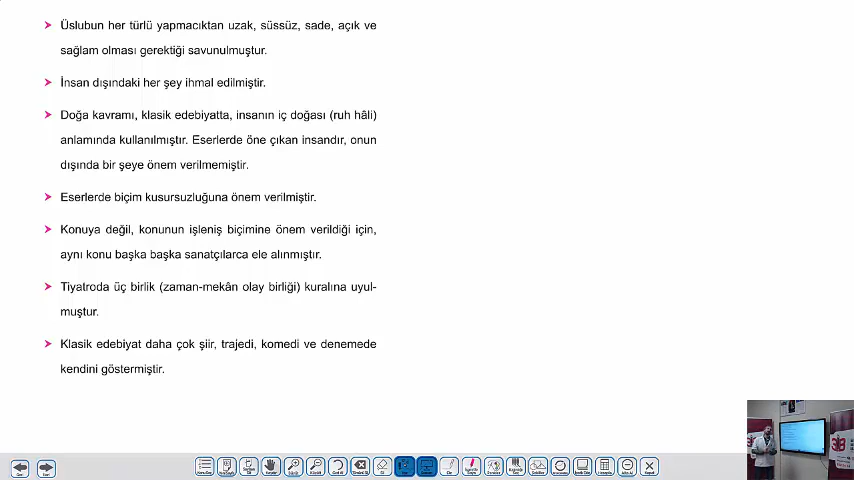 Üslubun her türlü yapmacıktan uzak, süssüz, sade, açık ve
sağlam olması gerektiği savunulmuştur.
İnsan dışındaki her şey ihmal edilmiştir.
Doğa kavramı, klasik edebiyatta, insanın iç doğası (ruh hâli)
anlamında kullanılmıştır. Eserlerde öne çıkan insandır, onun
dışında bir şeye önem verilmemiştir.
Eserlerde biçim kusursuzluğuna önem verilmiştir.
Konuya değil, konunun işleniş biçimine önem verildiği için,
aynı konu başka başka sanatçılarca ele alınmıştır.
Tiyatroda üç birlik (zaman-mekân olay birliği) kuralına uyul-
muştur.
Klasik edebiyat daha çok şiir, trajedi, komedi ve denemede
kendini göstermiştir.